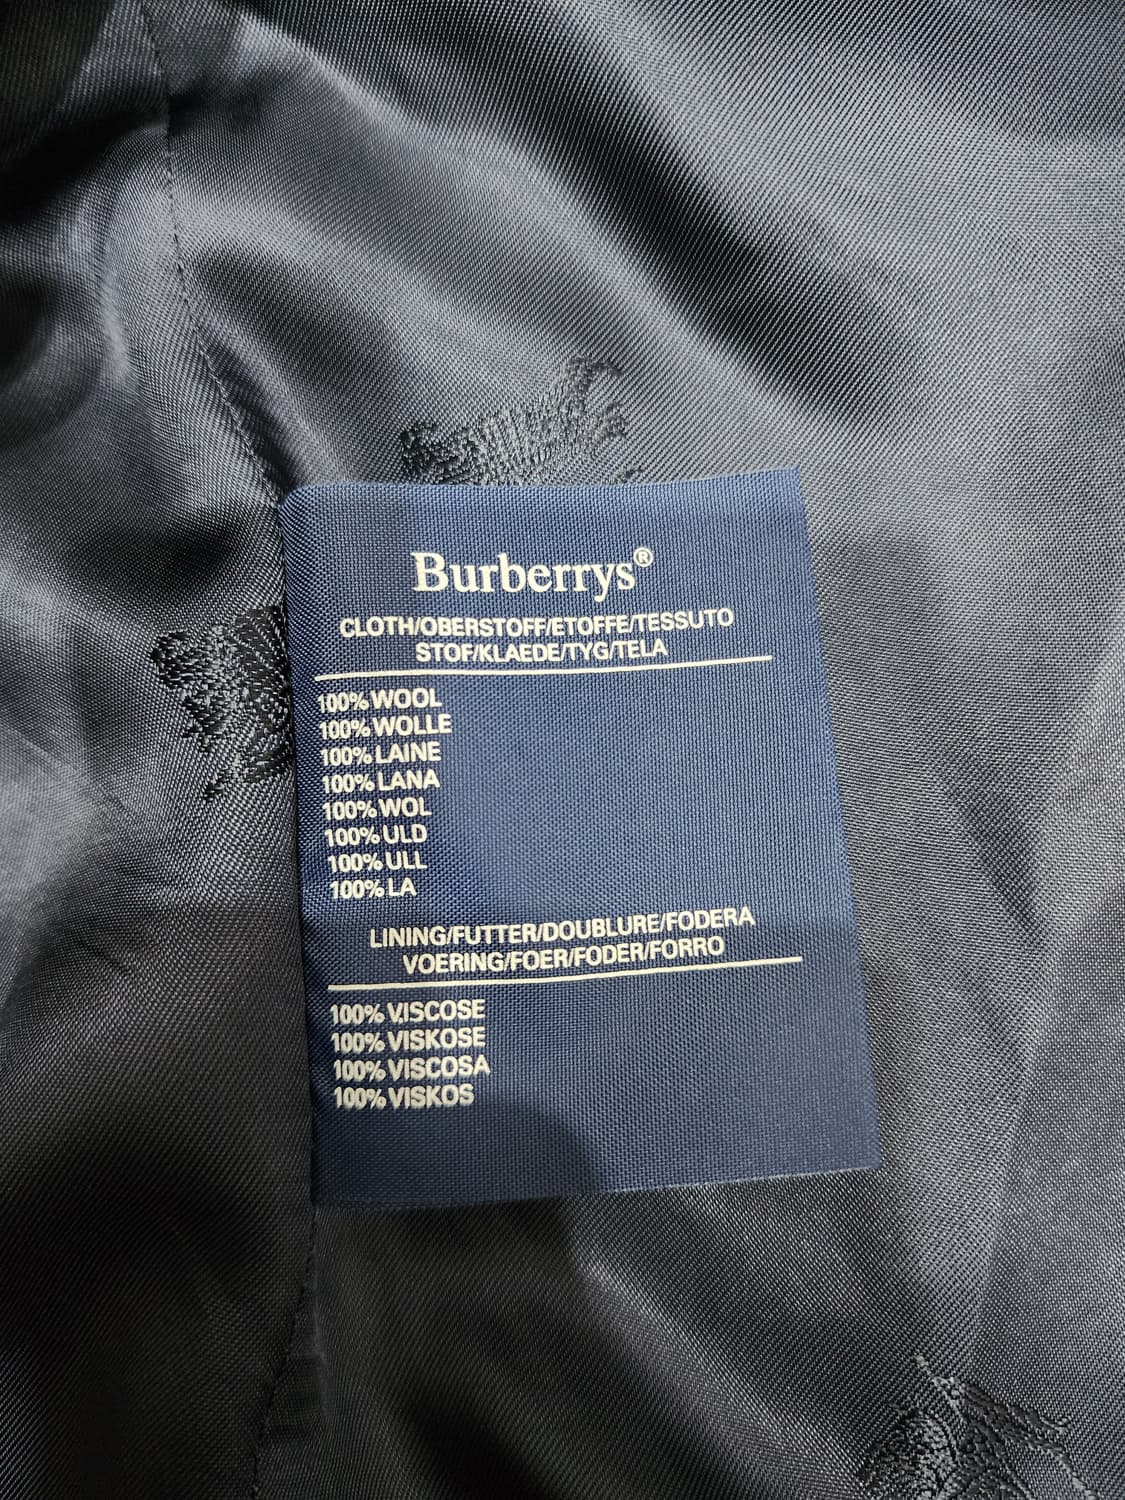 Burberrys®
CLOTH/OBERSTOFF/ETOFFE/TESSUTO
STOF/KLAEDE/TYG/TELA
100% WOOL
100% WOLLE
100% LAINE
100% LANA
100% WOL
100% ULD
100% ULL
100% LA
LINING/FUTTER/DOUBLURE/FODERA
VOERING/FOER/FODER/FORRO
100% VISCOSE
100% VISKOSE
100% VISCOSA
100% VISKOS